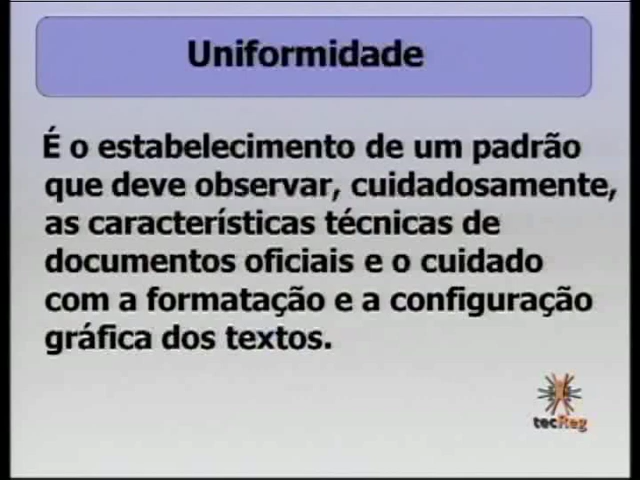 Uniformidade
É o estabelecimento de um padrão
que deve observar, cuidadosamente,
as características técnicas de
documentos oficiais e o cuidado
com a formatação e a configuração
gráfica dos textos.
tecReg